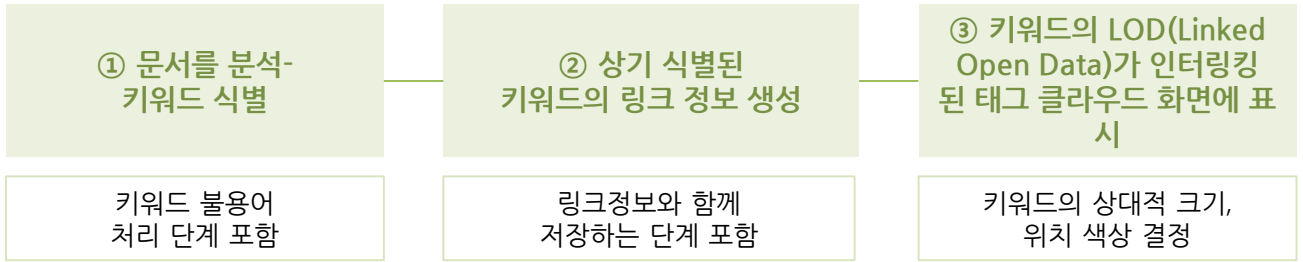 ① 문서를 분석-
키워드 식별
② 상기 식별된
키워드의 링크 정보 생성
③ 키워드의 LOD(Linked
Open Data)가 인터링킹
된 태그 클라우드 화면에 표
시
키워드 불용어
처리 단계 포함
링크정보와 함께
저장하는 단계 포함
키워드의 상대적 크기,
위치 색상 결정